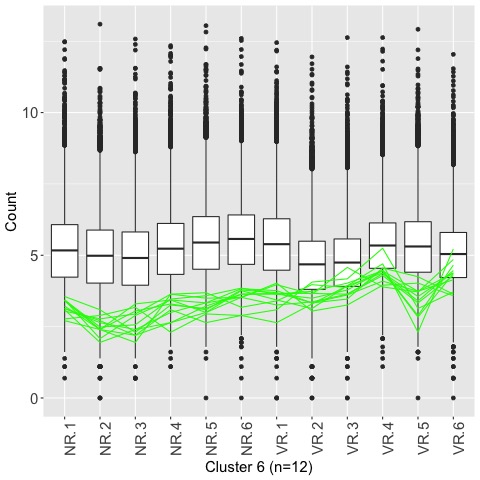 Count
10
5
0
NR.1
NR.2
NR.3
NR.4
NR.5
NR.6
VR.1
VR.2
VR.3
VR.4
VR.5
VR.6
Cluster 6 (n=12)